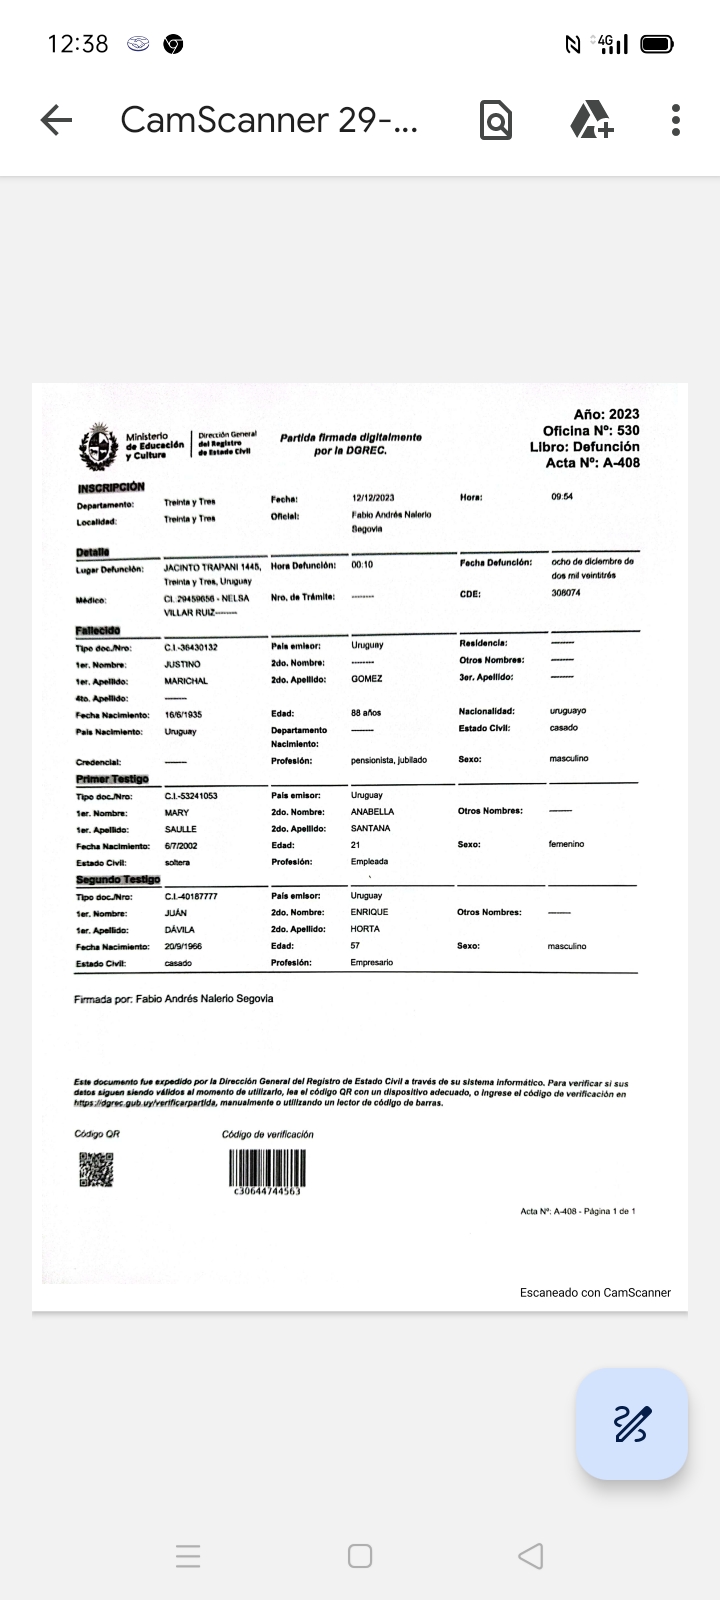 12:38
4G
CamScanner 29-...
Año: 2023
Oficina Nº: 530
Libro: Defunción
Acta Nº: A-408
Ministerio de Educación y Cultura
Dirección General del Registro de Estado Civil
Partida firmada digitalmente por la DGREC.
INSCRIPCIÓN
Departamento: Treinta y Tres Fecha: 12/12/2023 Hora: 09:54
Localidad: Treinta y Tres Oficial: Fabio Andrés Nalerio Segovia
Detalle
Lugar Defunción: JACINTO TRAPANI 1445, Treinta y Tres, Uruguay Hora Defunción: 00:10 Fecha Defunción: ocho de diciembre de dos mil veintitrés
Médico: CI. 29459656 - NELSA VILLAR RUIZ-------- Nro. de Trámite: -------- CDE: 308074
Fallecido
Tipo doc./Nro: C.I.-36430132 País emisor: Uruguay Residencia: --------
1er. Nombre: JUSTINO 2do. Nombre: -------- Otros Nombres: --------
1er. Apellido: MARICHAL 2do. Apellido: GOMEZ 3er. Apellido: --------
4to. Apellido: --------
Fecha Nacimiento: 16/6/1935 Edad: 88 años Nacionalidad: uruguayo
País Nacimiento: Uruguay Departamento Nacimiento: -------- Estado Civil: casado
Credencial: -------- Profesión: pensionista, jubilado Sexo: masculino
Primer Testigo
Tipo doc./Nro: C.I.-53241053 País emisor: Uruguay
1er. Nombre: MARY 2do. Nombre: ANABELLA Otros Nombres: --------
1er. Apellido: SAULLE 2do. Apellido: SANTANA
Fecha Nacimiento: 6/7/2002 Edad: 21 Sexo: femenino
Estado Civil: soltera Profesión: Empleada
Segundo Testigo
Tipo doc./Nro: C.I.-40187777 País emisor: Uruguay
1er. Nombre: JUÁN 2do. Nombre: ENRIQUE Otros Nombres: --------
1er. Apellido: DÁVILA 2do. Apellido: HORTA
Fecha Nacimiento: 20/9/1966 Edad: 57 Sexo: masculino
Estado Civil: casado Profesión: Empresario
Firmada por: Fabio Andrés Nalerio Segovia
Este documento fue expedido por la Dirección General del Registro de Estado Civil a través de su sistema informático. Para verificar si sus
datos siguen siendo válidos al momento de utilizarlo, lea el código QR con un dispositivo adecuado, o ingrese el código de verificación en
https://dgrec.gub.uy/verificarpartida, manualmente o utilizando un lector de código de barras.
Código QR Código de verificación
c30644744563
Acta Nº: A-408 - Página 1 de 1
Escaneado con CamScanner